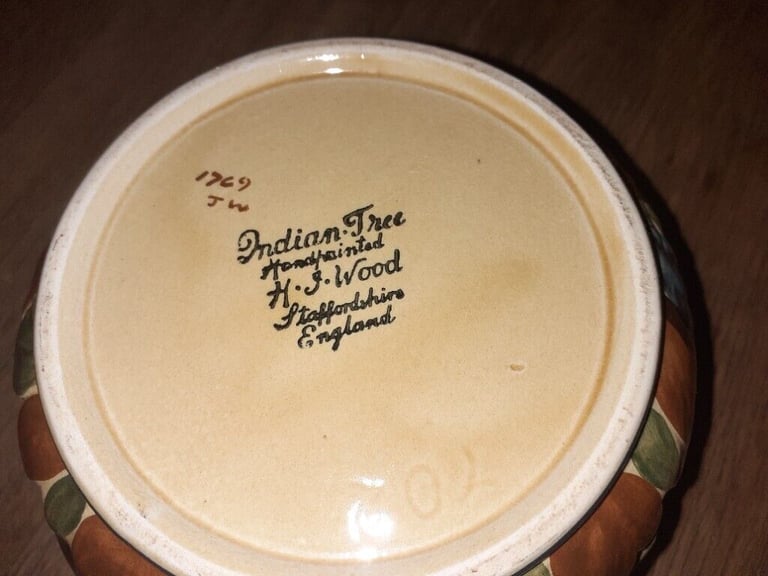 1769
JW
Indian Tree
Handpainted
H. J. Wood
Staffordshire
England